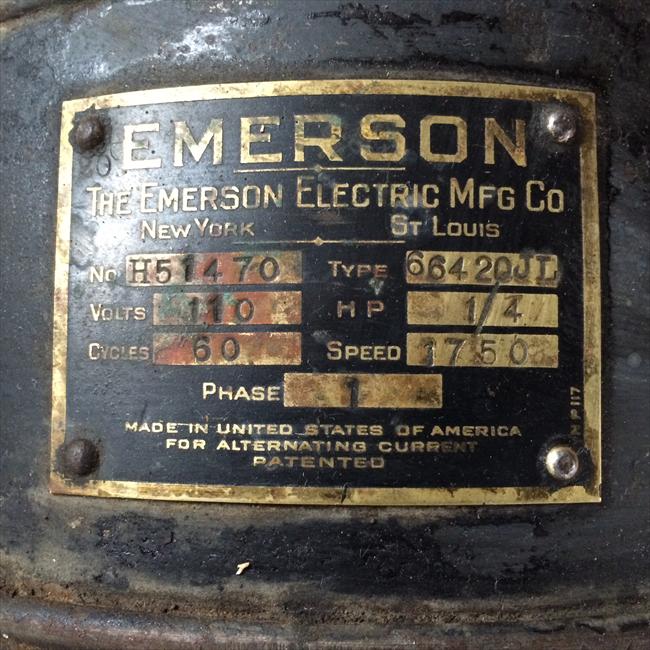 EMERSON
THE EMERSON ELECTRIC MFG CO
NEW YORK ST LOUIS
NO H51470 TYPE 66420JL
VOLTS 110 HP 1/4
CYCLES 60 SPEED 1750
PHASE 1
MADE IN UNITED STATES OF AMERICA
FOR ALTERNATING CURRENT
PATENTED
NP117